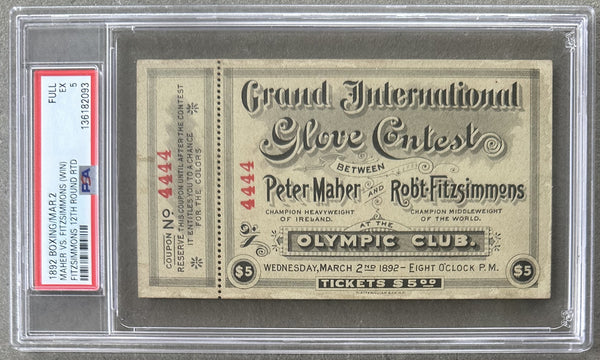 1892 BOXING/MAR 2
FULL
MAHER VS. FITZSIMMONS (WIN)
EX
5
FITZSIMMONS 12TH ROUND RTD
136182093
PSA
COUPON No 4444
RESERVE THIS COUPON UNTIL AFTER THE CONTEST
IT ENTITLES YOU TO A CHANCE
FOR THE COLORS.
4444
Grand International
Glove Contest
BETWEEN
Peter Maher AND Robt. Fitzsimmons
CHAMPION HEAVYWEIGHT
OF IRELAND.
CHAMPION MIDDLEWEIGHT
OF THE WORLD.
AT THE
OLYMPIC CLUB.
WEDNESDAY, MARCH 2ND 1892 – EIGHT O'CLOCK P.M.
$5
$5
TICKETS $5.00